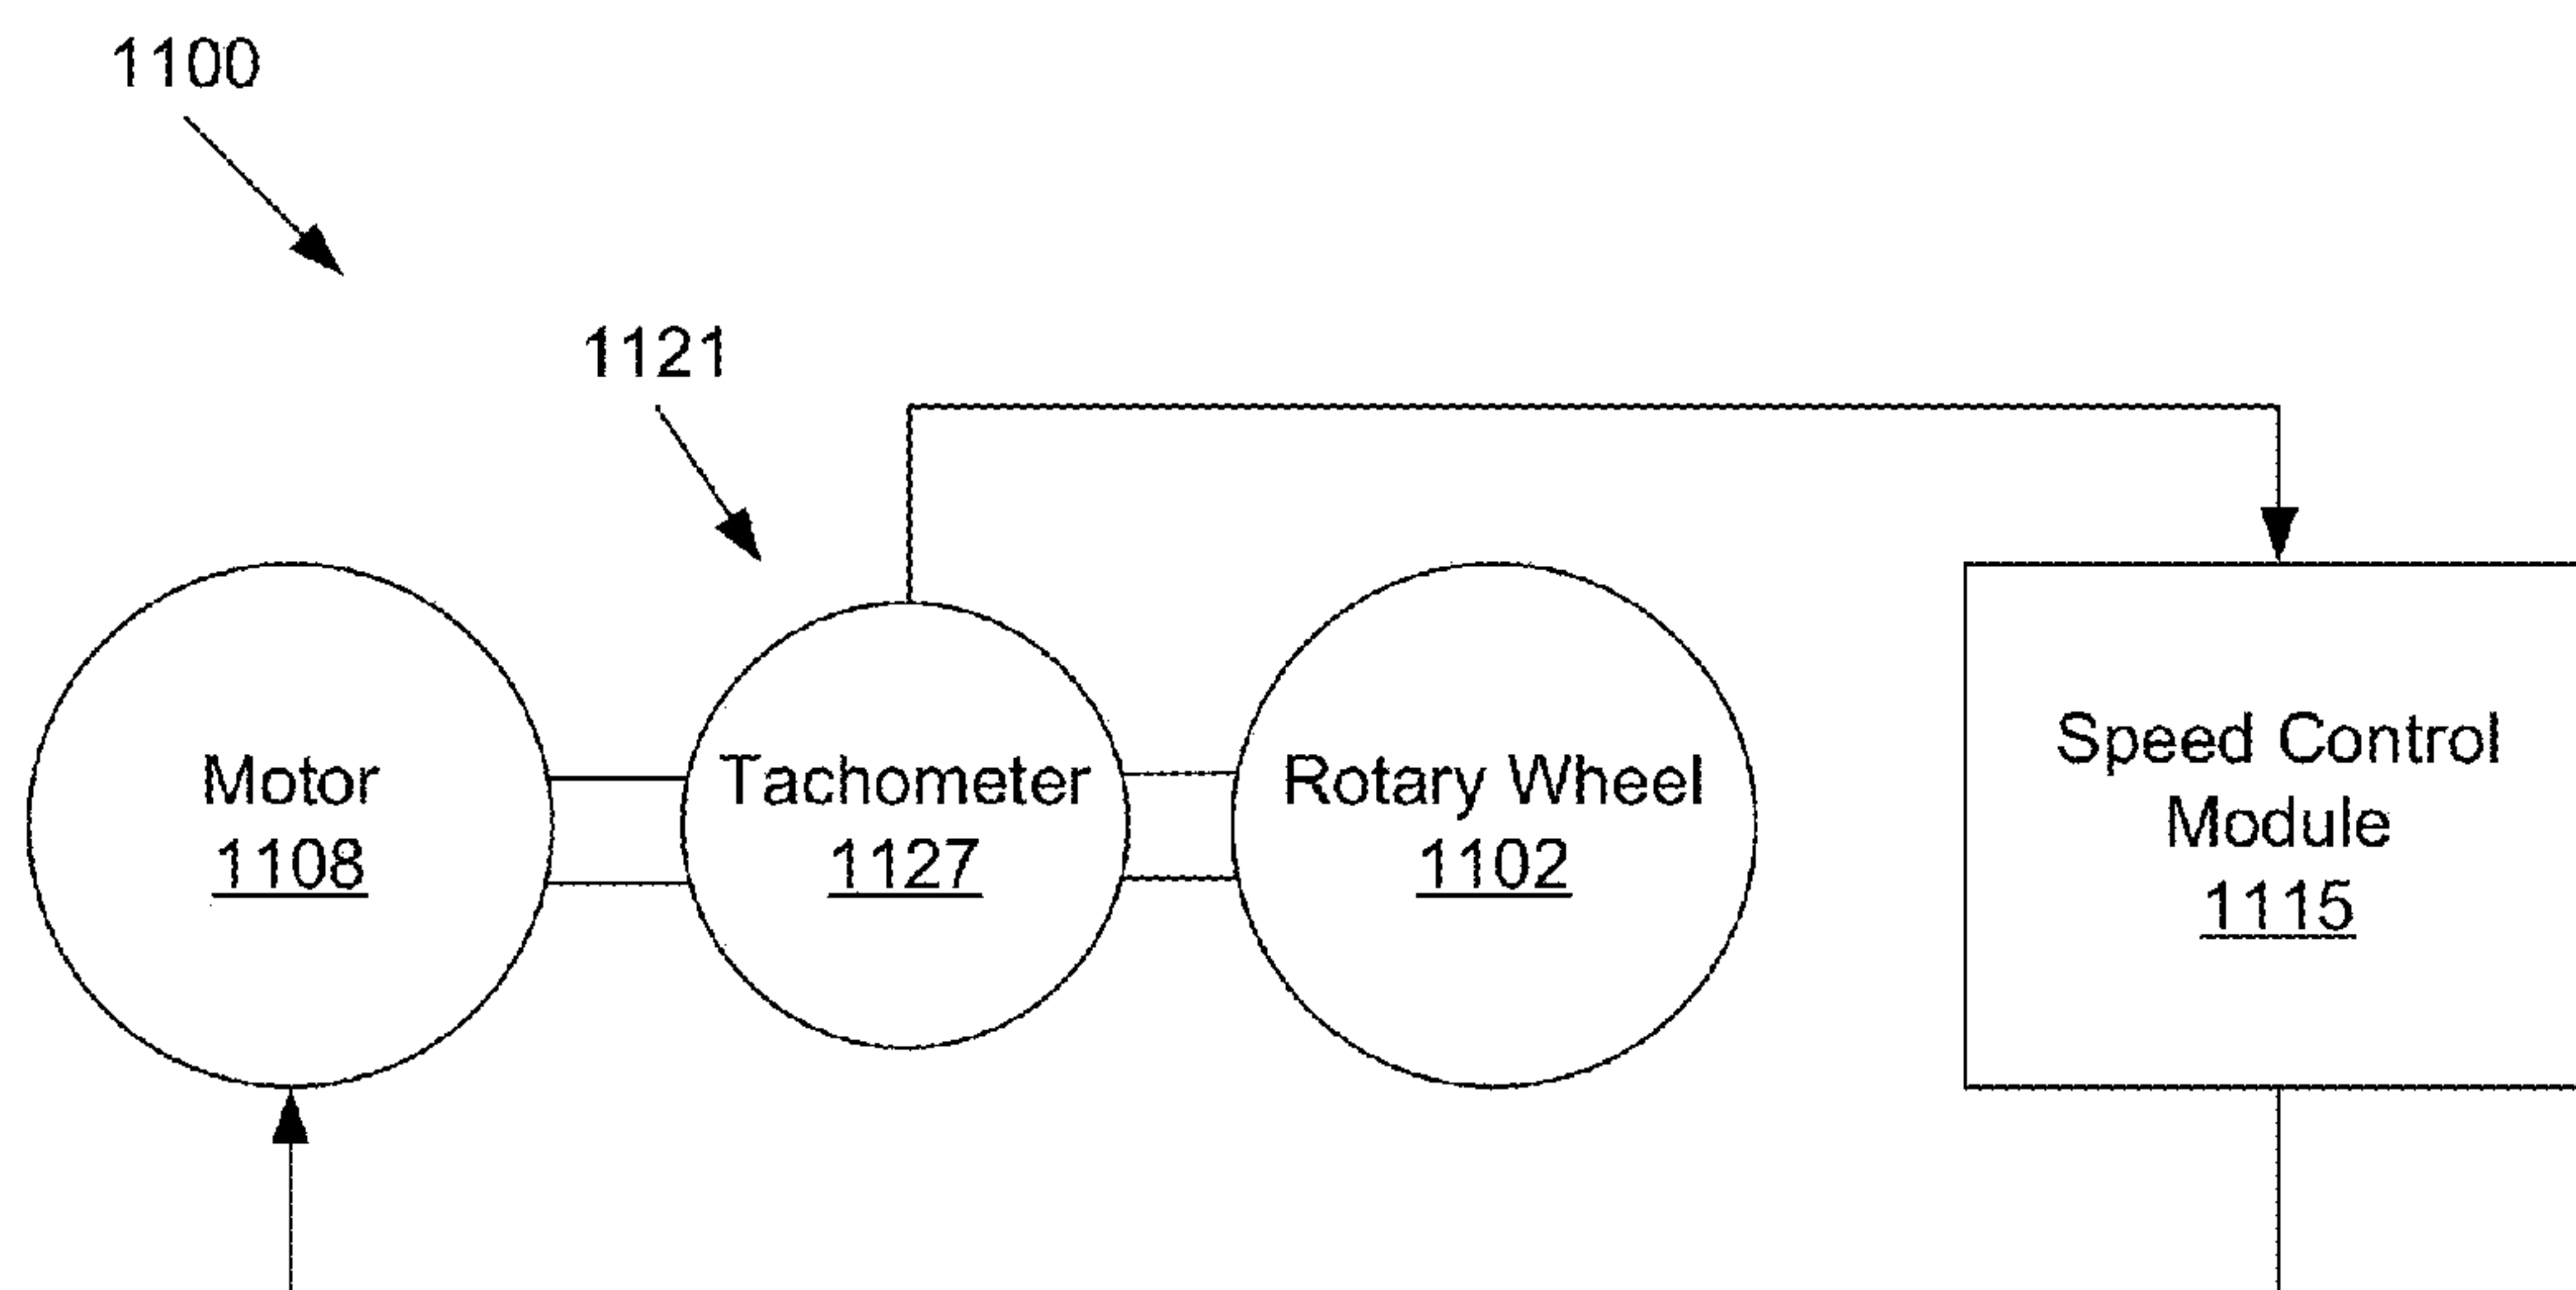 1100
1121
Motor
1108
Tachometer
1127
Rotary Wheel
1102
Speed Control
Module
1115